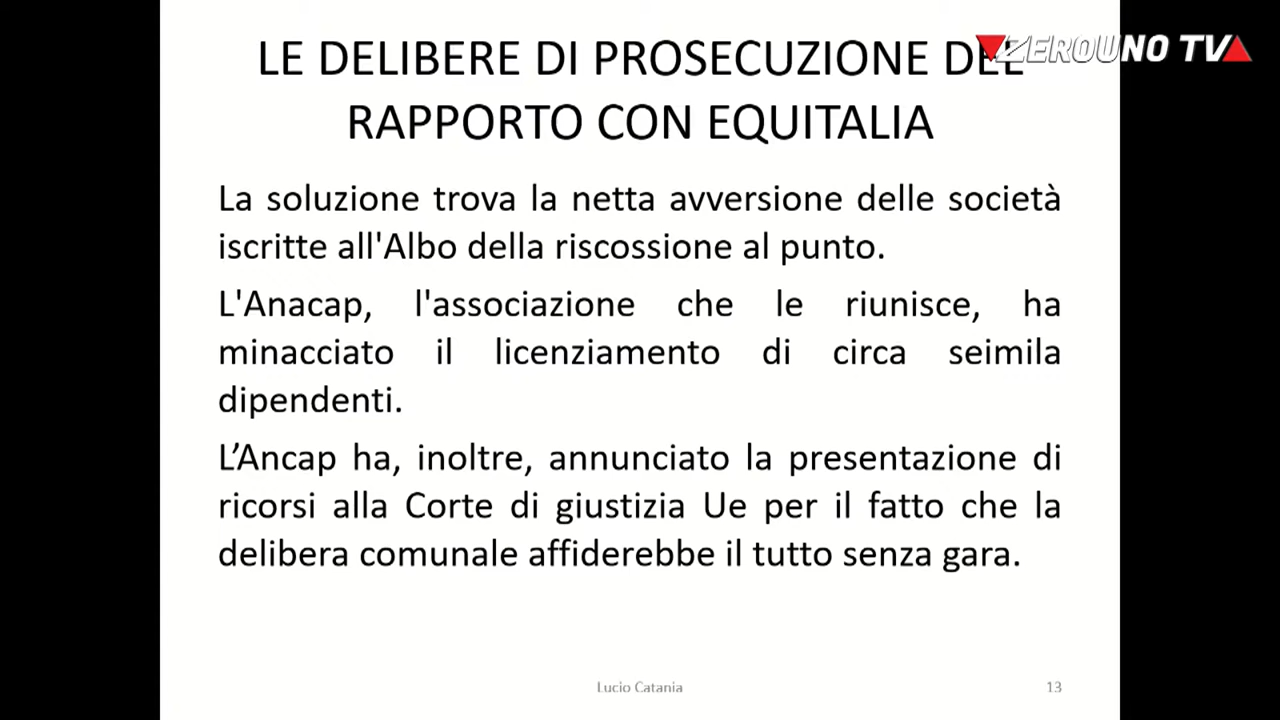 ZEROUNO TV
LE DELIBERE DI PROSECUZIONE DEL
RAPPORTO CON EQUITALIA
La soluzione trova la netta avversione delle società
iscritte all'Albo della riscossione al punto.
L'Anacap, l'associazione che le riunisce, ha
minacciato il licenziamento di circa seimila
dipendenti.
L’Ancap ha, inoltre, annunciato la presentazione di
ricorsi alla Corte di giustizia Ue per il fatto che la
delibera comunale affiderebbe il tutto senza gara.
Lucio Catania
13